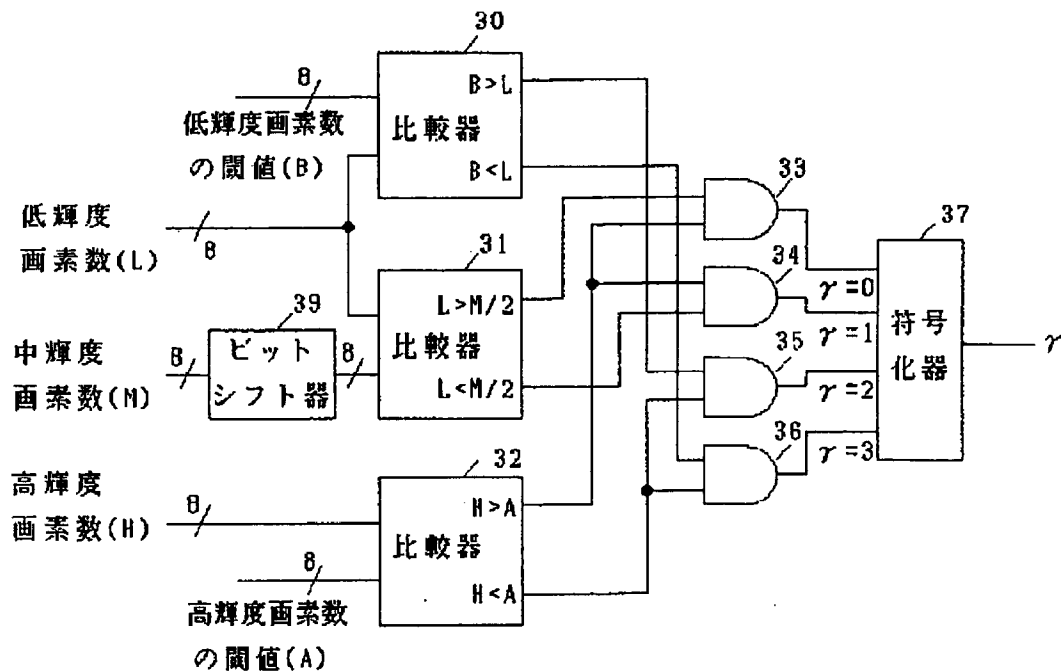 30
8
B>L
低輝度画素数
の閾値(B)
比較器
B<L
33
低輝度
画素数(L)
8
31
37
L>M/2
34
γ=0
39
中輝度
画素数(M)
8
ビット
シフト器
8
比較器
L<M/2
γ=1
符号
化器
γ
35
γ=2
36
γ=3
高輝度
画素数(H)
8
32
H>A
比較器
8
H<A
高輝度画素数
の閾値(A)